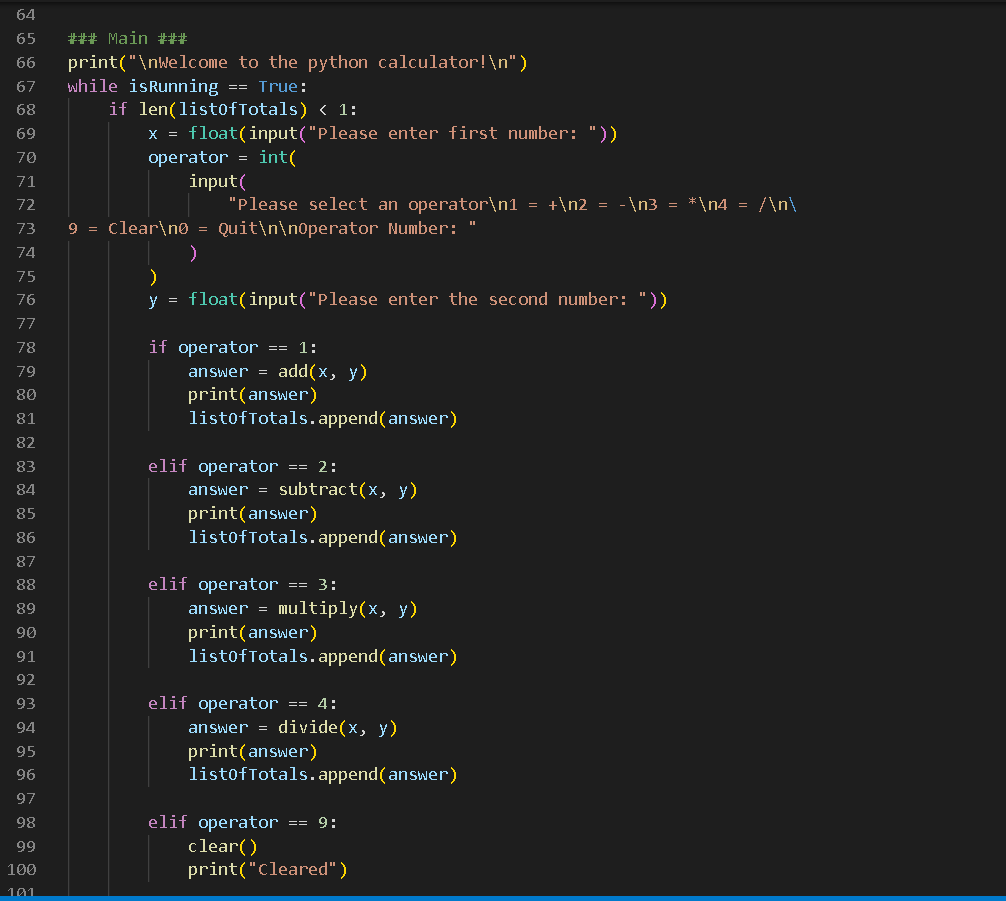 64
65 ### Main ###
66 print("\nWelcome to the python calculator!\n")
67 while isRunning == True:
68     if len(listOfTotals) < 1:
69         x = float(input("Please enter first number: "))
70         operator = int(
71             input(
72                 "Please select an operator\n1 = +\n2 = -\n3 = *\n4 = /\n\
73 9 = Clear\n0 = Quit\n\nOperator Number: "
74             )
75         )
76         y = float(input("Please enter the second number: "))
77
78         if operator == 1:
79             answer = add(x, y)
80             print(answer)
81             listOfTotals.append(answer)
82
83         elif operator == 2:
84             answer = subtract(x, y)
85             print(answer)
86             listOfTotals.append(answer)
87
88         elif operator == 3:
89             answer = multiply(x, y)
90             print(answer)
91             listOfTotals.append(answer)
92
93         elif operator == 4:
94             answer = divide(x, y)
95             print(answer)
96             listOfTotals.append(answer)
97
98         elif operator == 9:
99             clear()
100             print("Cleared")
101